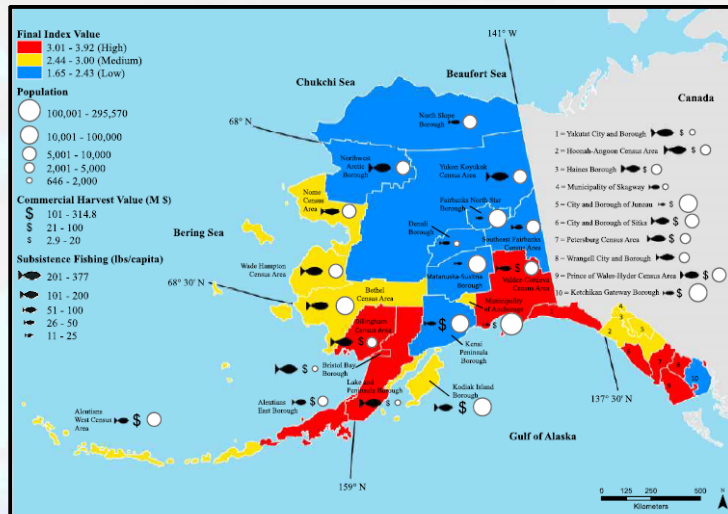 Final Index Value
3.01 - 3.92 (High)
2.44 - 3.00 (Medium)
1.65 - 2.43 (Low)
Population
100,001 - 295,570
10,001 - 100,000
5,001 - 10,000
2,001 - 5,000
646 - 2,000
Commercial Harvest Value (M $)
$ 101 - 314.8
$ 21 - 100
$ 2.9 - 20
Subsistence Fishing (lbs/capita)
201 - 377
101 - 200
51 - 100
26 - 50
11 - 25
141° W
Beaufort Sea
Chukchi Sea
68° N
Canada
North Slope
Borough
Northwest
Arctic Borough
Yukon Koyukuk
Census Area
Nome
Census
Area
Fairbanks North Star
Borough
Denali
Borough
Southeast Fairbanks
Census Area
Bering Sea
Wade Hampton
Census Area
Matanuska-Susitna
Borough
Valdez-Cordova
Census Area
$
68° 30' N
Bethel
Census Area
Municipality
of Anchorage
$
Dillingham
Census Area
$
$
Kenai
Peninsula
Borough
Bristol Bay
Borough
$
Lake and
Peninsula Borough
$
Kodiak Island
Borough
$
Aleutians
East Borough
$
Aleutians
West Census
Area
$
159° N
Gulf of Alaska
137° 30' N
1 = Yakutat City and Borough $
2 = Hoonah-Angoon Census Area $
3 = Haines Borough $
4 = Municipality of Skagway
5 = City and Borough of Juneau $
6 = City and Borough of Sitka $
7 = Petersburg Census Area $
8 = Wrangell City and Borough $
9 = Prince of Wales-Hyder Census Area $
10 = Ketchikan Gateway Borough $
1
2
3
4
5
10
0 125 250 500
Kilometers
N